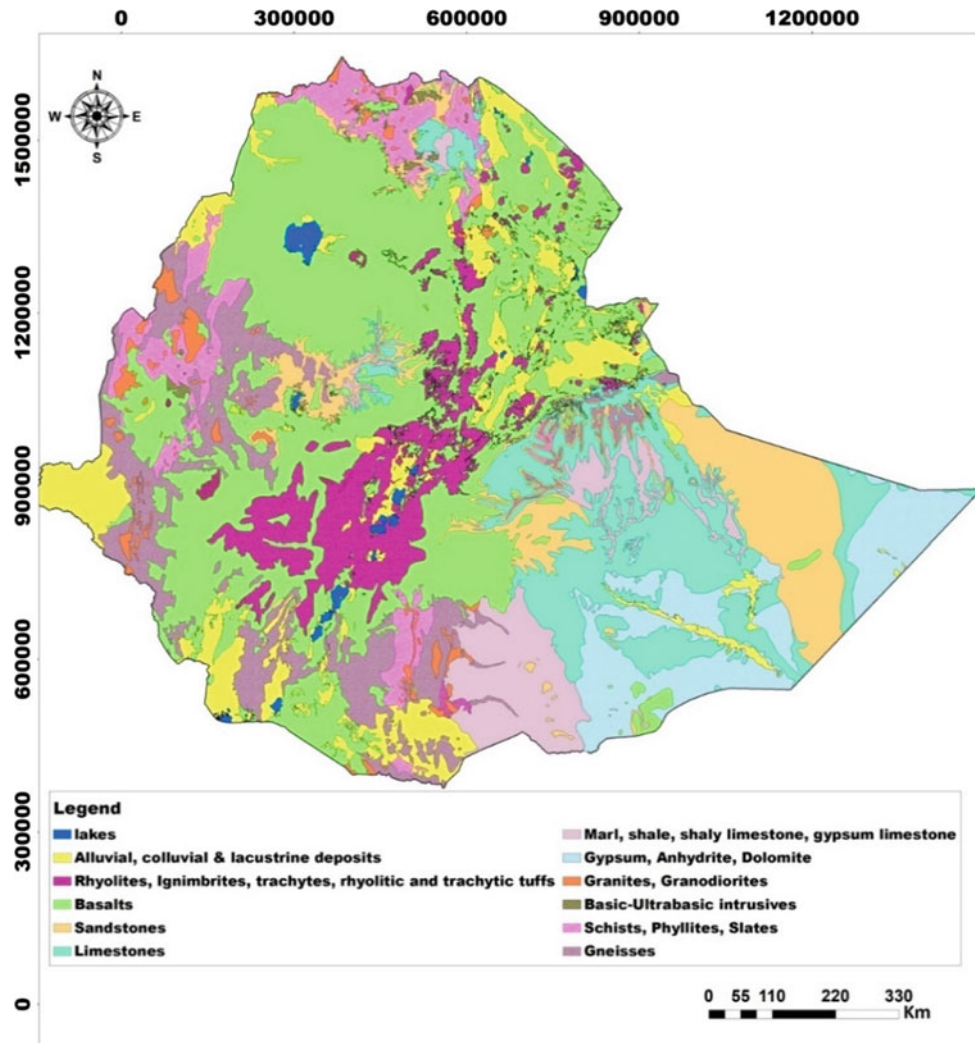 0 300000 600000 900000 1200000
N
W E
S
1500000
1200000
900000
600000
300000
0
Legend
lakes
Alluvial, colluvial & lacustrine deposits
Rhyolites, Ignimbrites, trachytes, rhyolitic and trachytic tuffs
Basalts
Sandstones
Limestones
Marl, shale, shaly limestone, gypsum limestone
Gypsum, Anhydrite, Dolomite
Granites, Granodiorites
Basic-Ultrabasic intrusives
Schists, Phyllites, Slates
Gneisses
0 55 110 220 330
Km